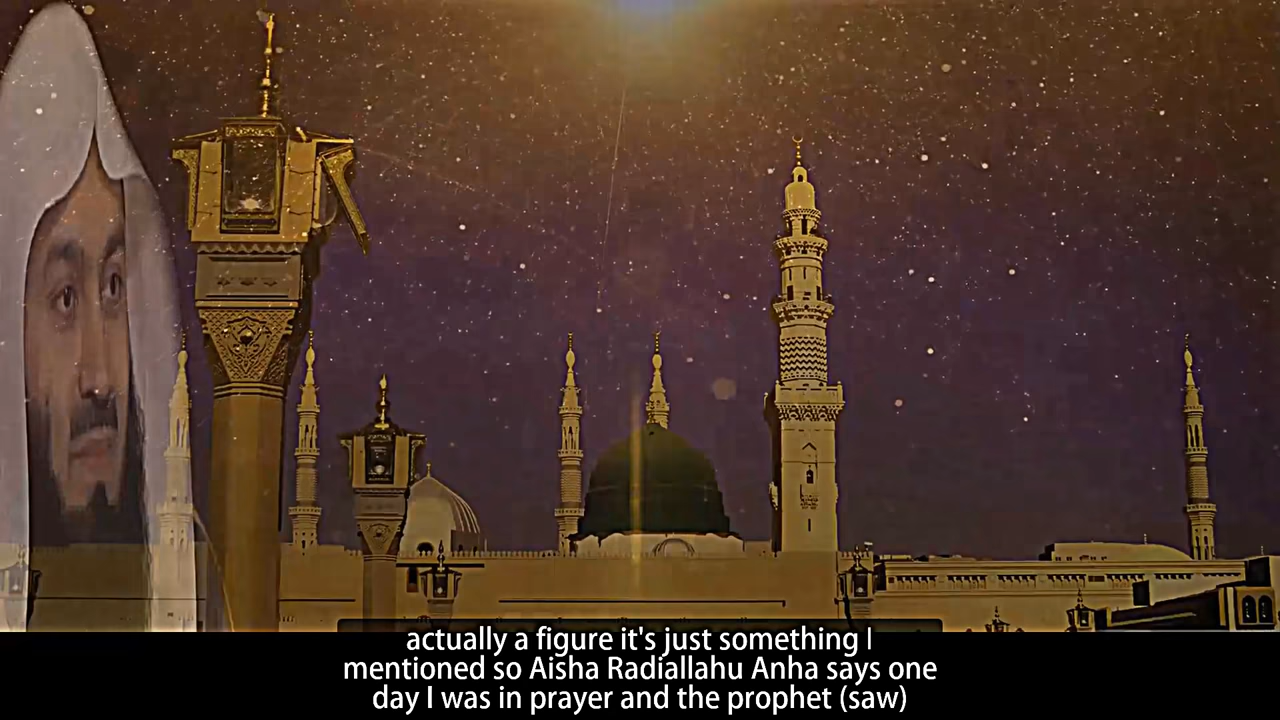 actually a figure it's just something I
mentioned so Aisha Radiallahu Anha says one
day I was in prayer and the prophet (saw)